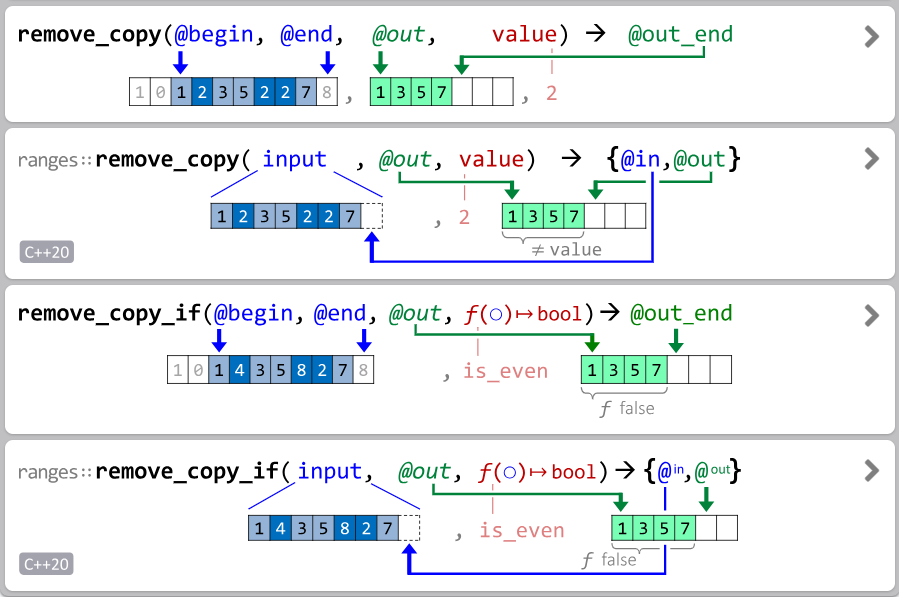 remove_copy(@begin, @end, @out, value) → @out_end
1 0 1 2 3 5 2 2 7 8 , 1 3 5 7 , 2
ranges::remove_copy( input , @out, value) → {@in,@out}
1 2 3 5 2 2 7 , 2 1 3 5 7
≠ value
C++20
remove_copy_if(@begin, @end, @out, f(○)↦bool)→ @out_end
1 0 1 4 3 5 8 2 7 8 , is_even 1 3 5 7
f false
ranges::remove_copy_if( input, @out, f(○)↦bool)→ {@in,@out}
1 4 3 5 8 2 7 , is_even 1 3 5 7
f false
C++20